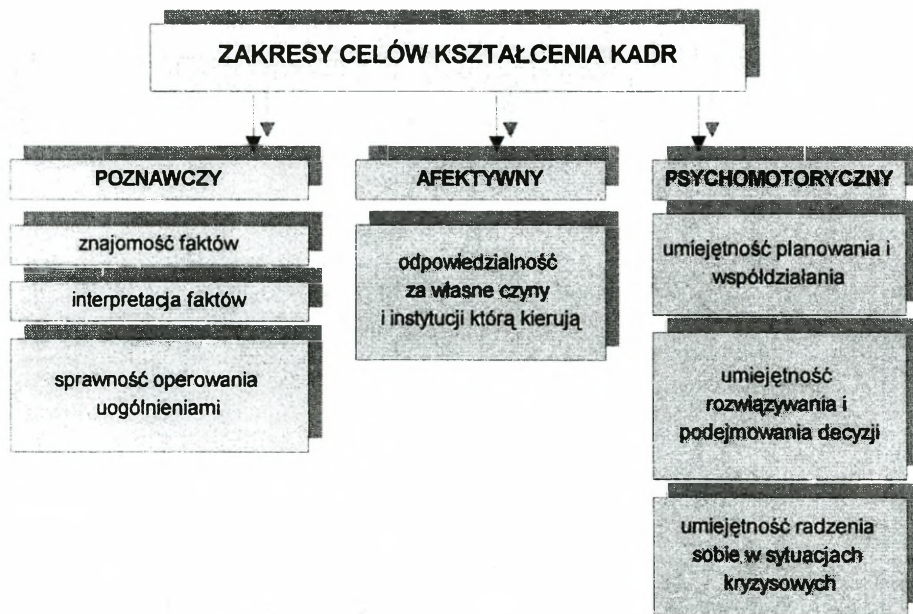 ZAKRESY CELÓW KSZTAŁCENIA KADR
POZNAWCZY
znajomość faktów
interpretacja faktów
sprawność operowania
uogólnieniami
AFEKTYWNY
odpowiedzialność
za własne czyny
i instytucji którą kierują
PSYCHOMOTORYCZNY
umiejętność planowania i
współdziałania
umiejętność
rozwiązywania i
podejmowania decyzji
umiejętność radzenia
sobie w sytuacjach
kryzysowych